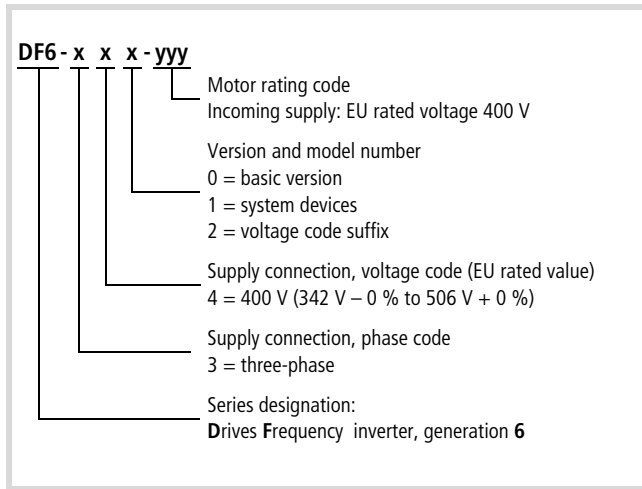 DF6 - x x x - yyy
Motor rating code
Incoming supply: EU rated voltage 400 V
Version and model number
0 = basic version
1 = system devices
2 = voltage code suffix
Supply connection, voltage code (EU rated value)
4 = 400 V (342 V – 0 % to 506 V + 0 %)
Supply connection, phase code
3 = three-phase
Series designation:
Drives Frequency inverter, generation 6